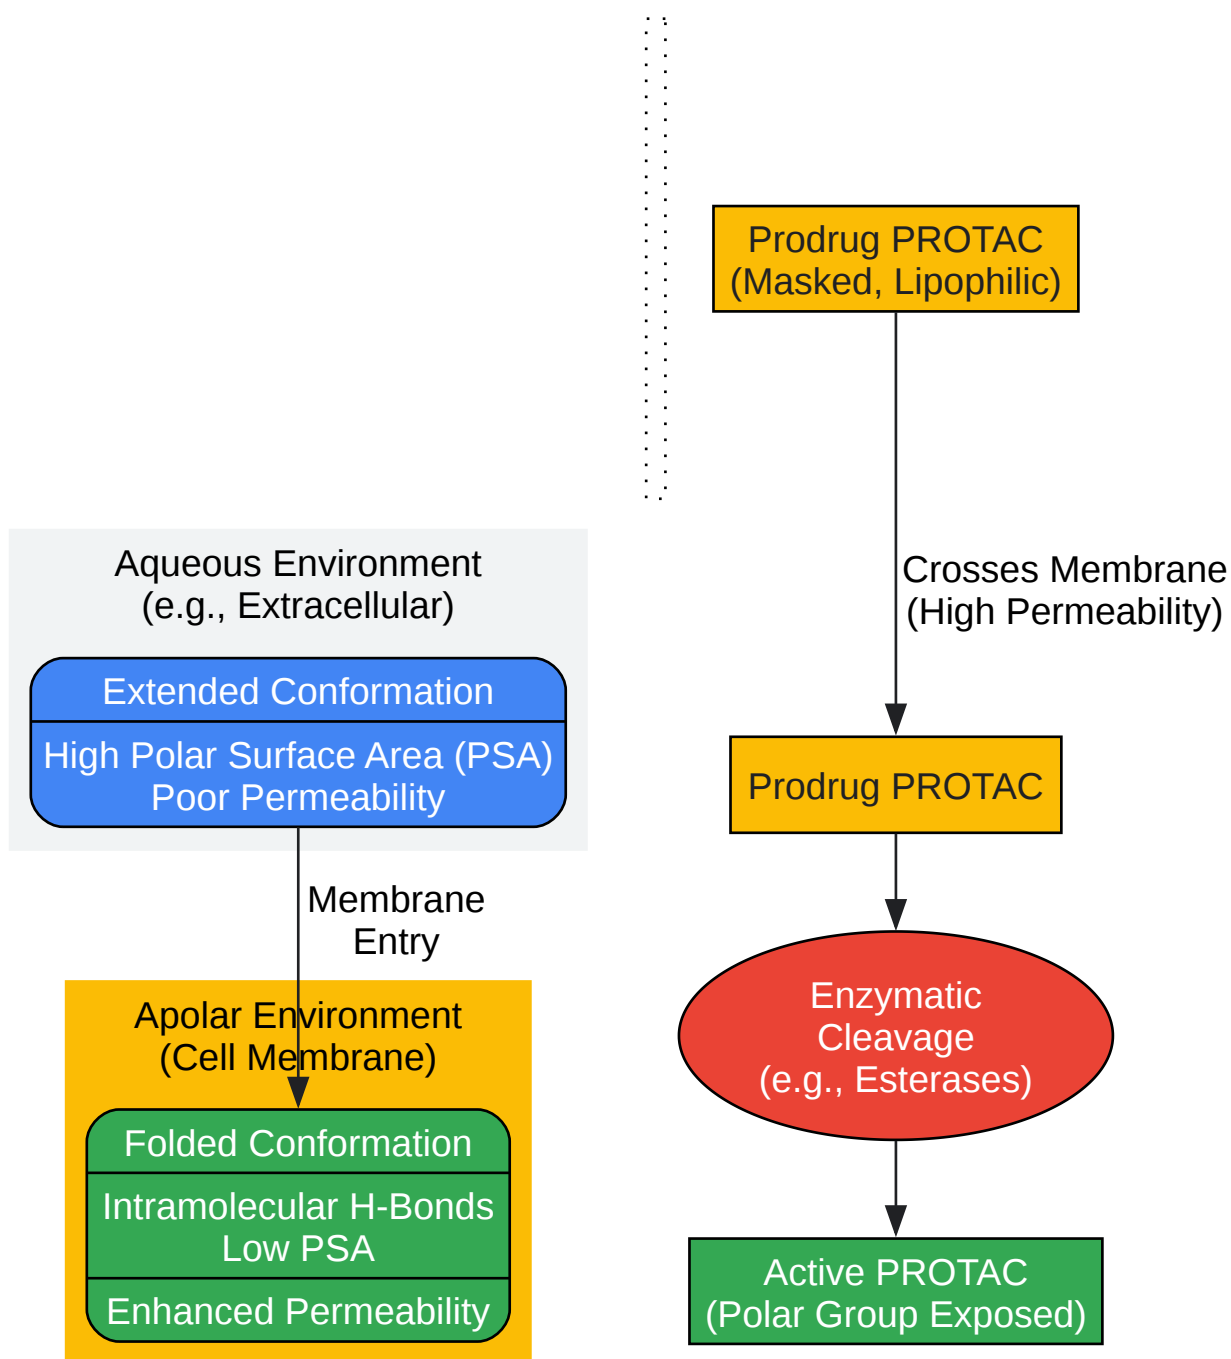 Aqueous Environment
(e.g., Extracellular)
Extended Conformation
High Polar Surface Area (PSA)
Poor Permeability
Membrane
Entry
Apolar Environment
(Cell Membrane)
Folded Conformation
Intramolecular H-Bonds
Low PSA
Enhanced Permeability
Prodrug PROTAC
(Masked, Lipophilic)
Crosses Membrane
(High Permeability)
Prodrug PROTAC
Enzymatic
Cleavage
(e.g., Esterases)
Active PROTAC
(Polar Group Exposed)